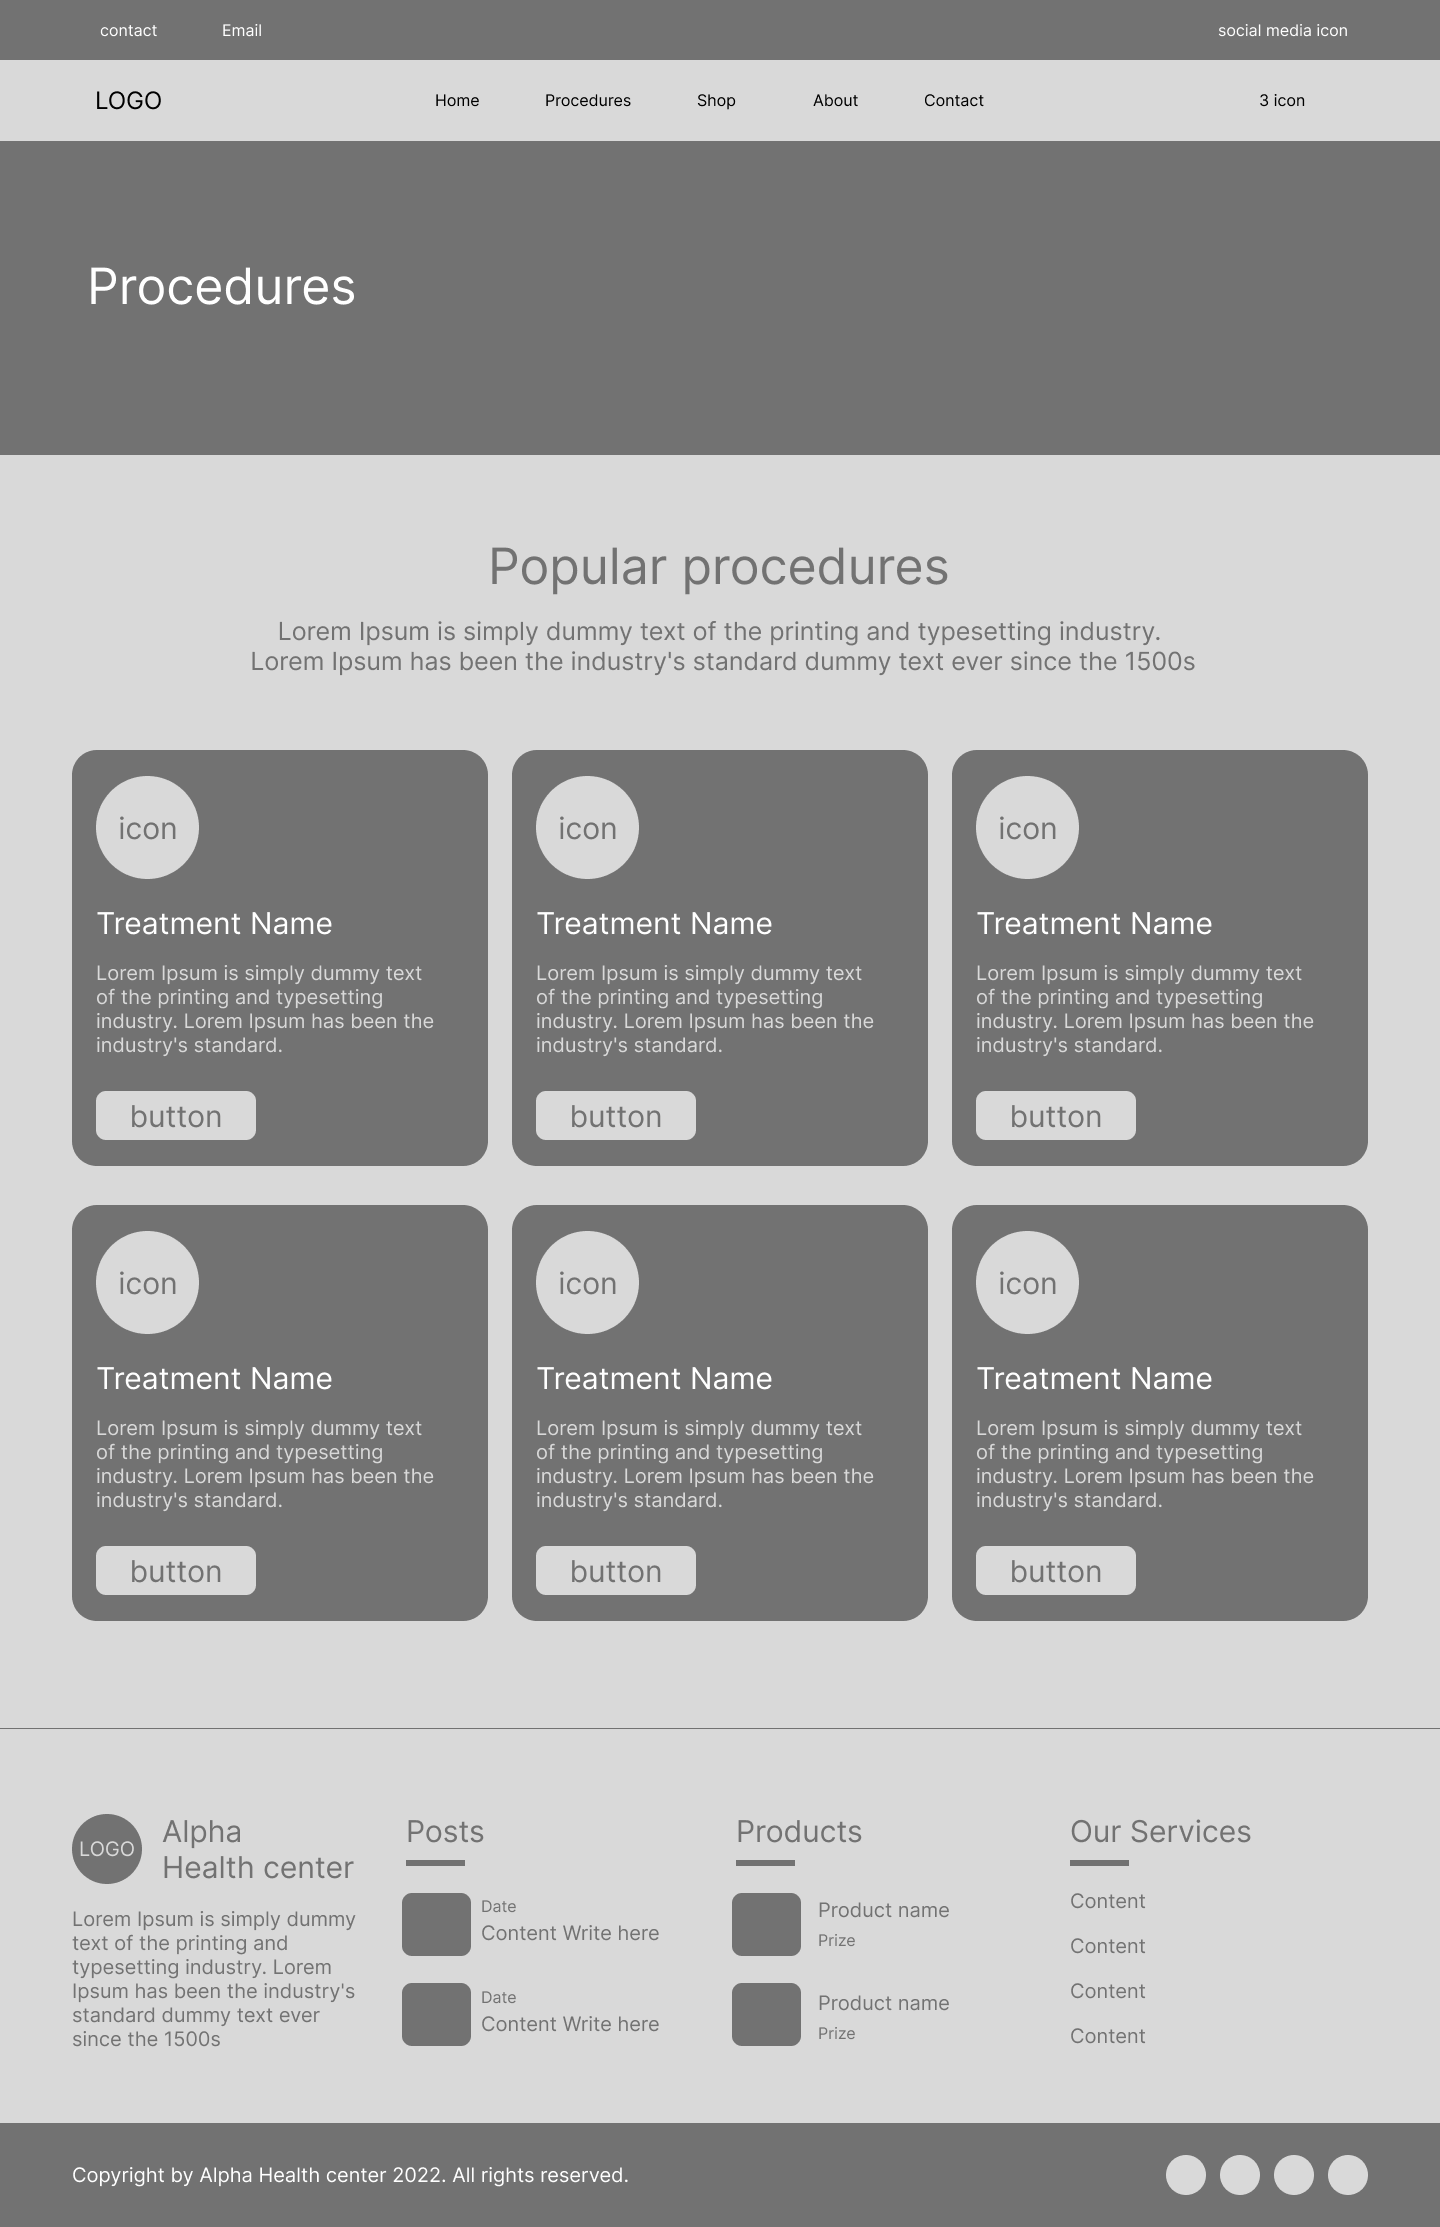 contact
Email
social media icon
LOGO
Home
Procedures
Shop
About
Contact
3 icon
Procedures
Popular procedures
Lorem Ipsum is simply dummy text of the printing and typesetting industry.
Lorem Ipsum has been the industry's standard dummy text ever since the 1500s
icon
Treatment Name
Lorem Ipsum is simply dummy text
of the printing and typesetting
industry. Lorem Ipsum has been the
industry's standard.
button
icon
Treatment Name
Lorem Ipsum is simply dummy text
of the printing and typesetting
industry. Lorem Ipsum has been the
industry's standard.
button
icon
Treatment Name
Lorem Ipsum is simply dummy text
of the printing and typesetting
industry. Lorem Ipsum has been the
industry's standard.
button
icon
Treatment Name
Lorem Ipsum is simply dummy text
of the printing and typesetting
industry. Lorem Ipsum has been the
industry's standard.
button
icon
Treatment Name
Lorem Ipsum is simply dummy text
of the printing and typesetting
industry. Lorem Ipsum has been the
industry's standard.
button
icon
Treatment Name
Lorem Ipsum is simply dummy text
of the printing and typesetting
industry. Lorem Ipsum has been the
industry's standard.
button
LOGO
Alpha
Health center
Lorem Ipsum is simply dummy
text of the printing and
typesetting industry. Lorem
Ipsum has been the industry's
standard dummy text ever
since the 1500s
Posts
Date
Content Write here
Date
Content Write here
Products
Product name
Prize
Product name
Prize
Our Services
Content
Content
Content
Content
Copyright by Alpha Health center 2022. All rights reserved.